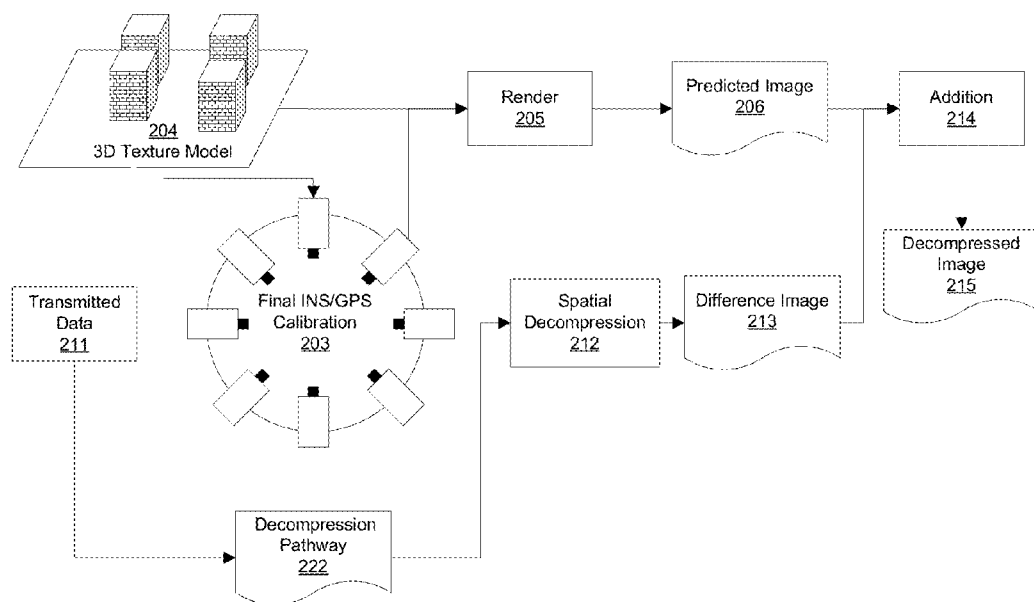 204
3D Texture Model
Render
205
Predicted Image
206
Addition
214
Transmitted
Data
211
Final INS/GPS
Calibration
203
Spatial
Decompression
212
Difference Image
213
Decompressed
Image
215
Decompression
Pathway
222